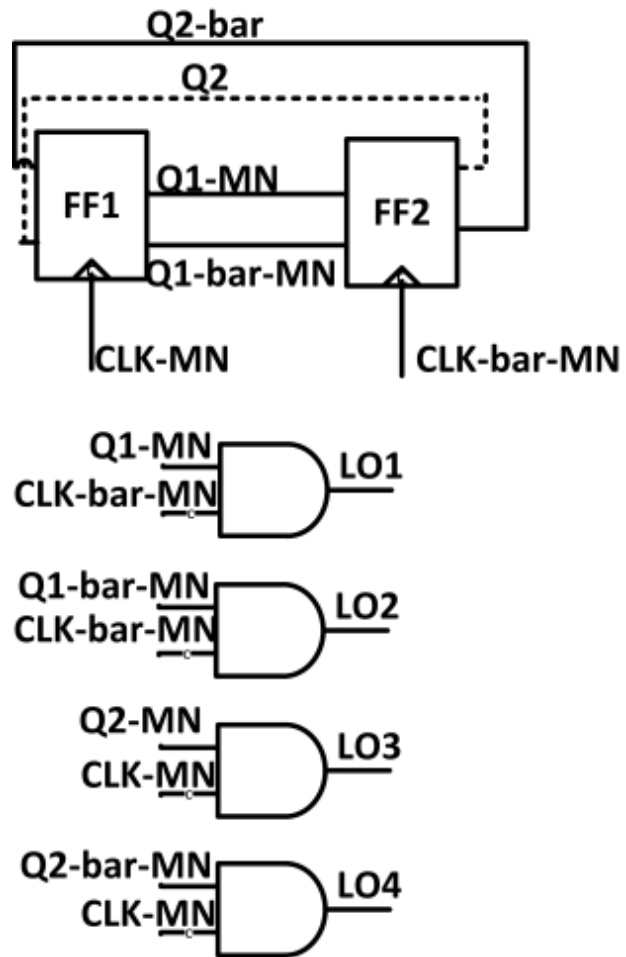 Q2-bar
Q2
FF1
Q1-MN
FF2
Q1-bar-MN
CLK-MN
CLK-bar-MN
Q1-MN
LO1
CLK-bar-MN
Q1-bar-MN
LO2
CLK-bar-MN
Q2-MN
LO3
CLK-MN
Q2-bar-MN
LO4
CLK-MN